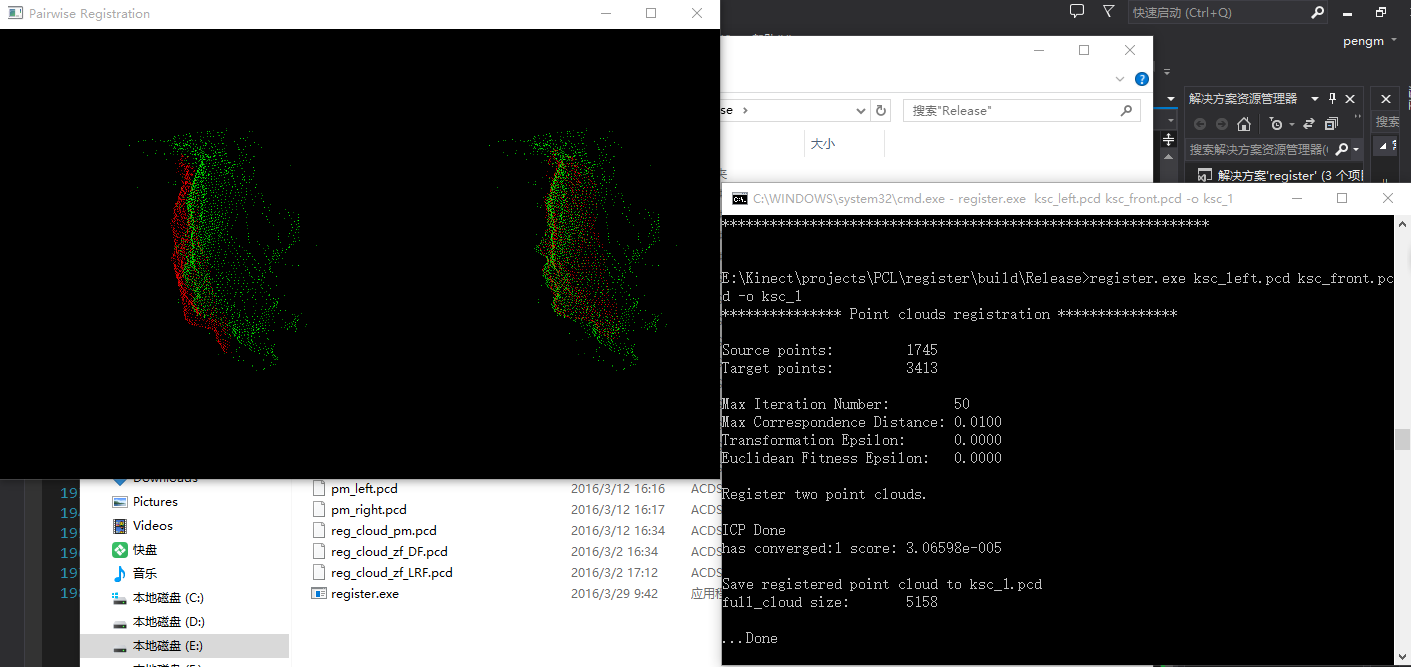 Pairwise Registration
快速启动 (Ctrl+Q)
pengm
se
搜索"Release"
大小
解决方案资源管理器
搜索
搜索解决方案资源管理器(
解决方案'register' (3 个项目
C:\WINDOWS\system32\cmd.exe - register.exe ksc_left.pcd ksc_front.pcd -o ksc_1
*************************************************************
E:\Kinect\projects\PCL\register\build\Release>register.exe ksc_left.pcd ksc_front.pc
d -o ksc_1
*************** Point clouds registration ***************
Source points: 1745
Target points: 3413
Max Iteration Number: 50
Max Correspondence Distance: 0.0100
Transformation Epsilon: 0.0000
Euclidean Fitness Epsilon: 0.0000
Register two point clouds.
ICP Done
has converged:1 score: 3.06598e-005
Save registered point cloud to ksc_1.pcd
full_cloud size: 5158
...Done
Downloads
Pictures
Videos
快盘
音乐
本地磁盘 (C:)
本地磁盘 (D:)
本地磁盘 (E:)
pm_left.pcd 2016/3/12 16:16 ACDS
pm_right.pcd 2016/3/12 16:17 ACDS
reg_cloud_pm.pcd 2016/3/12 16:34 ACDS
reg_cloud_zf_DF.pcd 2016/3/2 16:34 ACDS
reg_cloud_zf_LRF.pcd 2016/3/2 17:12 ACDS
register.exe 2016/3/29 9:42 应用程